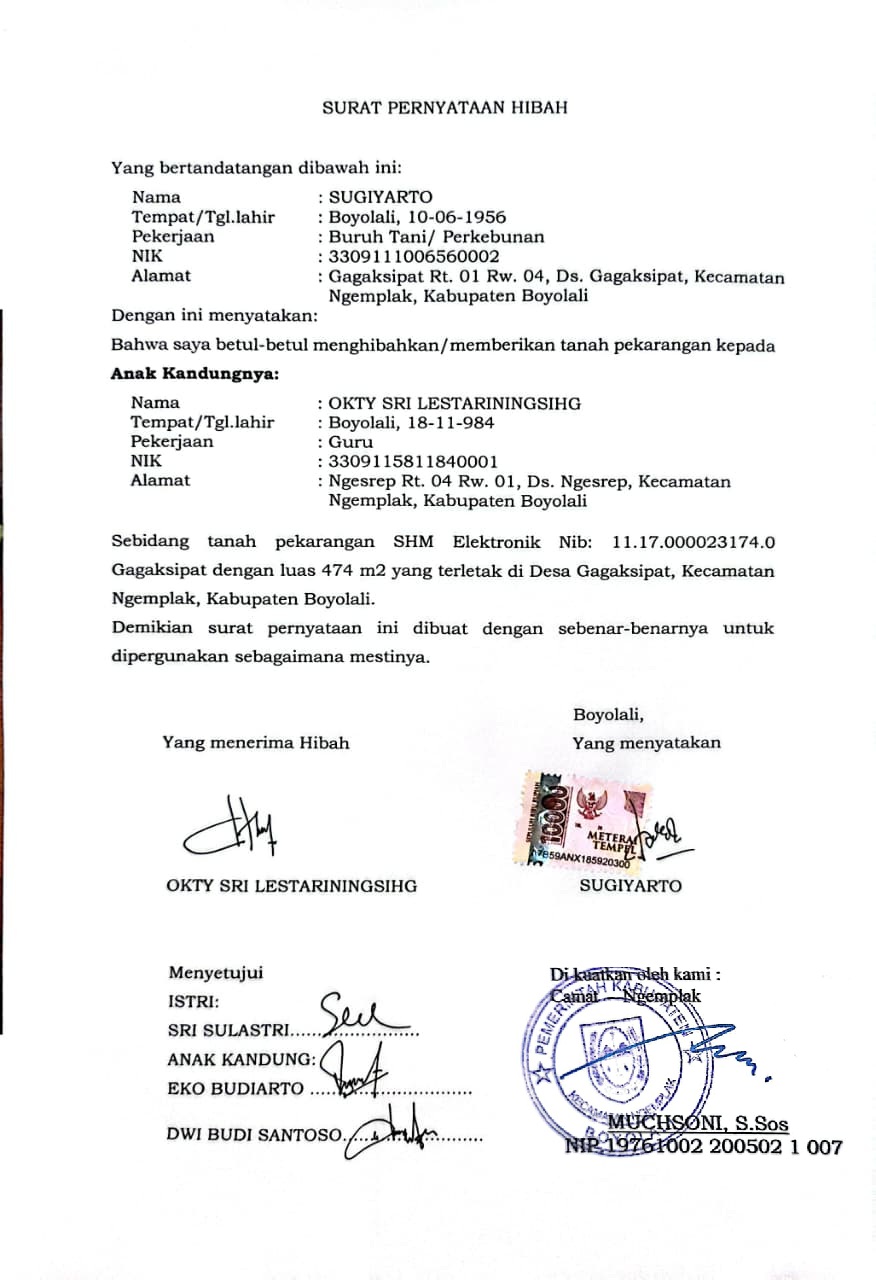 SURAT PERNYATAAN HIBAH
Yang bertandatangan dibawah ini:
Nama : SUGIYARTO
Tempat/Tgl.lahir : Boyolali, 10-06-1956
Pekerjaan : Buruh Tani/ Perkebunan
NIK : 3309111006560002
Alamat : Gagaksipat Rt. 01 Rw. 04, Ds. Gagaksipat, Kecamatan
Ngemplak, Kabupaten Boyolali
Dengan ini menyatakan:
Bahwa saya betul-betul menghibahkan/memberikan tanah pekarangan kepada
Anak Kandungnya:
Nama : OKTY SRI LESTARININGSIHG
Tempat/Tgl.lahir : Boyolali, 18-11-984
Pekerjaan : Guru
NIK : 3309115811840001
Alamat : Ngesrep Rt. 04 Rw. 01, Ds. Ngesrep, Kecamatan
Ngemplak, Kabupaten Boyolali
Sebidang tanah pekarangan SHM Elektronik Nib: 11.17.000023174.0
Gagaksipat dengan luas 474 m2 yang terletak di Desa Gagaksipat, Kecamatan
Ngemplak, Kabupaten Boyolali.
Demikian surat pernyataan ini dibuat dengan sebenar-benarnya untuk
dipergunakan sebagaimana mestinya.
Boyolali,
Yang menerima Hibah
Yang menyatakan
10000
METERAI
TEMPEL
7B59ANX185920300
OKTY SRI LESTARININGSIHG
SUGIYARTO
Menyetujui
ISTRI:
SRI SULASTRI......................
ANAK KANDUNG:
EKO BUDIARTO ..........................
DWI BUDI SANTOSO......................
Di kuatkan oleh kami :
Camat Ngemplak
PEMERINTAH KABUPATEN
KECAMATAN NGEMPLAK
BOYOLALI
MUCHSONI, S.Sos
NIP 19761002 200502 1 007